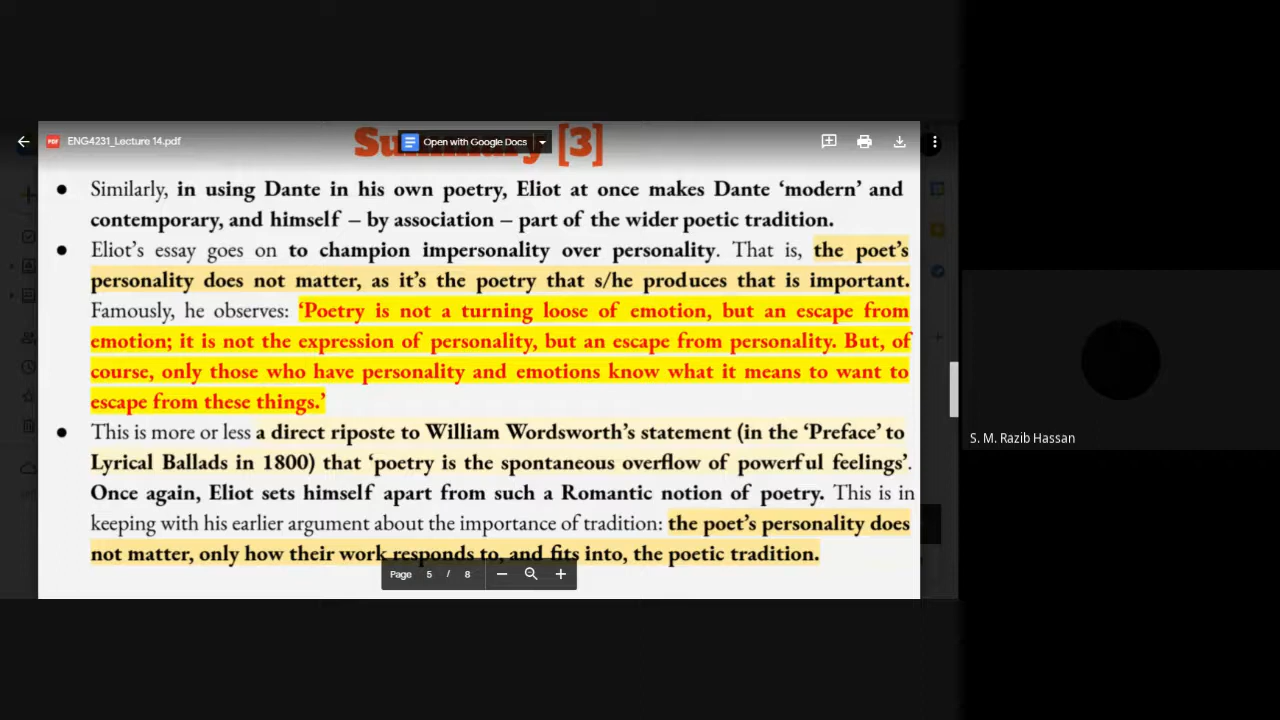 ENG4231_Lecture 14.pdf
Open with Google Docs
[3]
● Similarly, in using Dante in his own poetry, Eliot at once makes Dante ‘modern’ and
contemporary, and himself – by association – part of the wider poetic tradition.
● Eliot’s essay goes on to champion impersonality over personality. That is, the poet’s
personality does not matter, as it’s the poetry that s/he produces that is important.
Famously, he observes: ‘Poetry is not a turning loose of emotion, but an escape from
emotion; it is not the expression of personality, but an escape from personality. But, of
course, only those who have personality and emotions know what it means to want to
escape from these things.’
● This is more or less a direct riposte to William Wordsworth’s statement (in the ‘Preface’ to
Lyrical Ballads in 1800) that ‘poetry is the spontaneous overflow of powerful feelings’.
Once again, Eliot sets himself apart from such a Romantic notion of poetry. This is in
keeping with his earlier argument about the importance of tradition: the poet’s personality does
not matter, only how their work responds to, and fits into, the poetic tradition.
Page 5 / 8
S. M. Razib Hassan